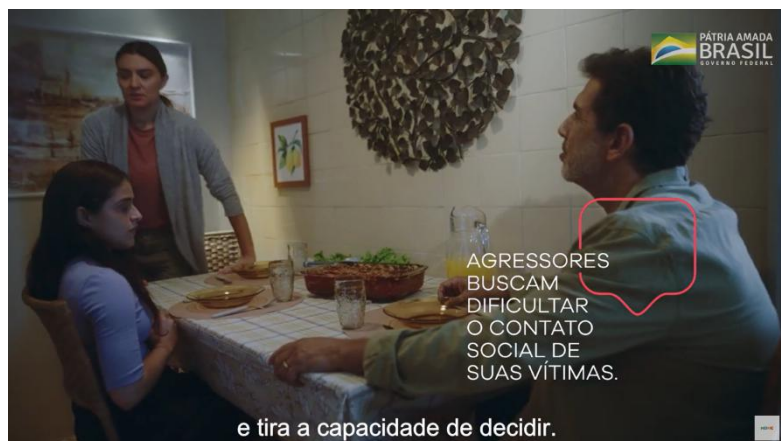 PÁTRIA AMADA
BRASIL
GOVERNO FEDERAL
AGRESSORES
BUSCAM
DIFICULTAR
O CONTATO
SOCIAL DE
SUAS VÍTIMAS.
e tira a capacidade de decidir.